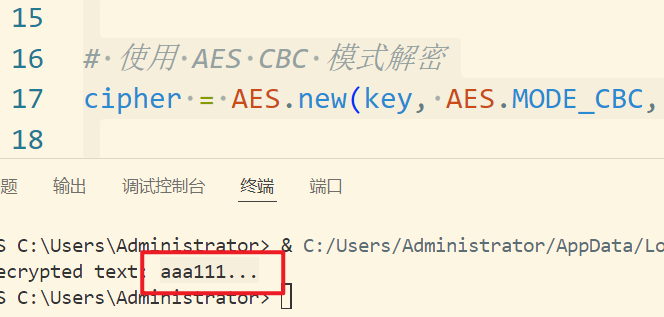 15
16 # 使用 AES CBC 模式解密
17 cipher = AES.new(key, AES.MODE_CBC,
18
题 输出 调试控制台 终端 端口
S C:\Users\Administrator> & C:/Users/Administrator/AppData/Lo
ecrypted text: aaa111...
S C:\Users\Administrator>